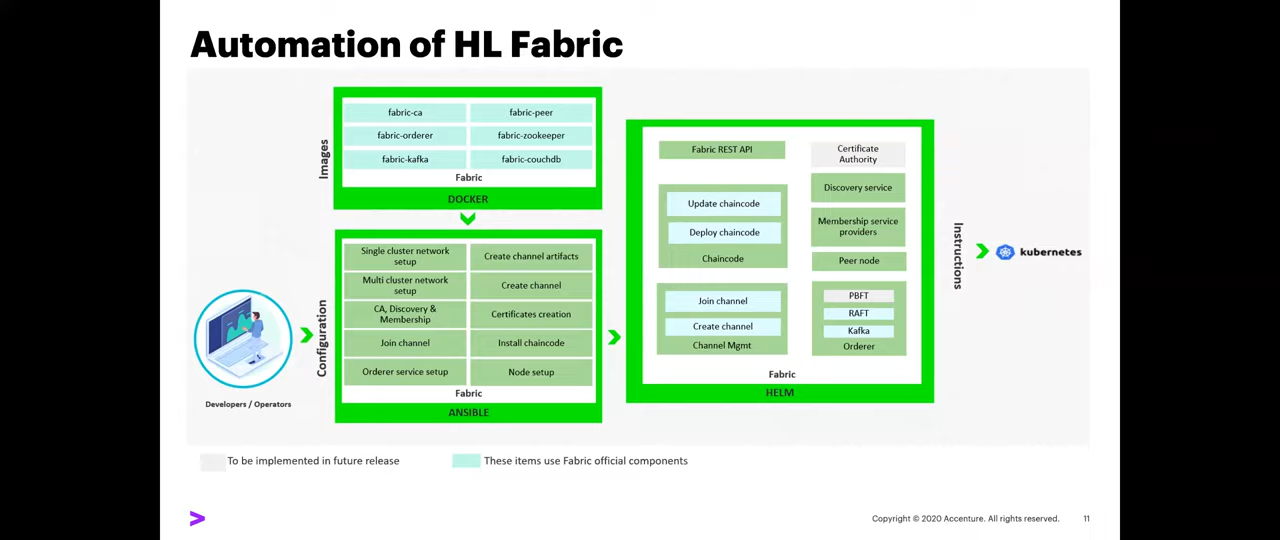 Automation of HL Fabric
Images
fabric-ca
fabric-peer
fabric-orderer
fabric-zookeeper
fabric-kafka
fabric-couchdb
Fabric
DOCKER
Developers / Operators
Configuration
Single cluster network
setup
Create channel artifacts
Multi cluster network
setup
Create channel
CA, Discovery &
Membership
Certificates creation
Join channel
Install chaincode
Orderer service setup
Node setup
Fabric
ANSIBLE
Fabric REST API
Certificate
Authority
Update chaincode
Deploy chaincode
Chaincode
Discovery service
Membership service
providers
Peer node
Join channel
Create channel
Channel Mgmt
PBFT
RAFT
Kafka
Orderer
Fabric
HELM
Instructions
kubernetes
To be implemented in future release
These items use Fabric official components
>
Copyright © 2020 Accenture. All rights reserved.
11